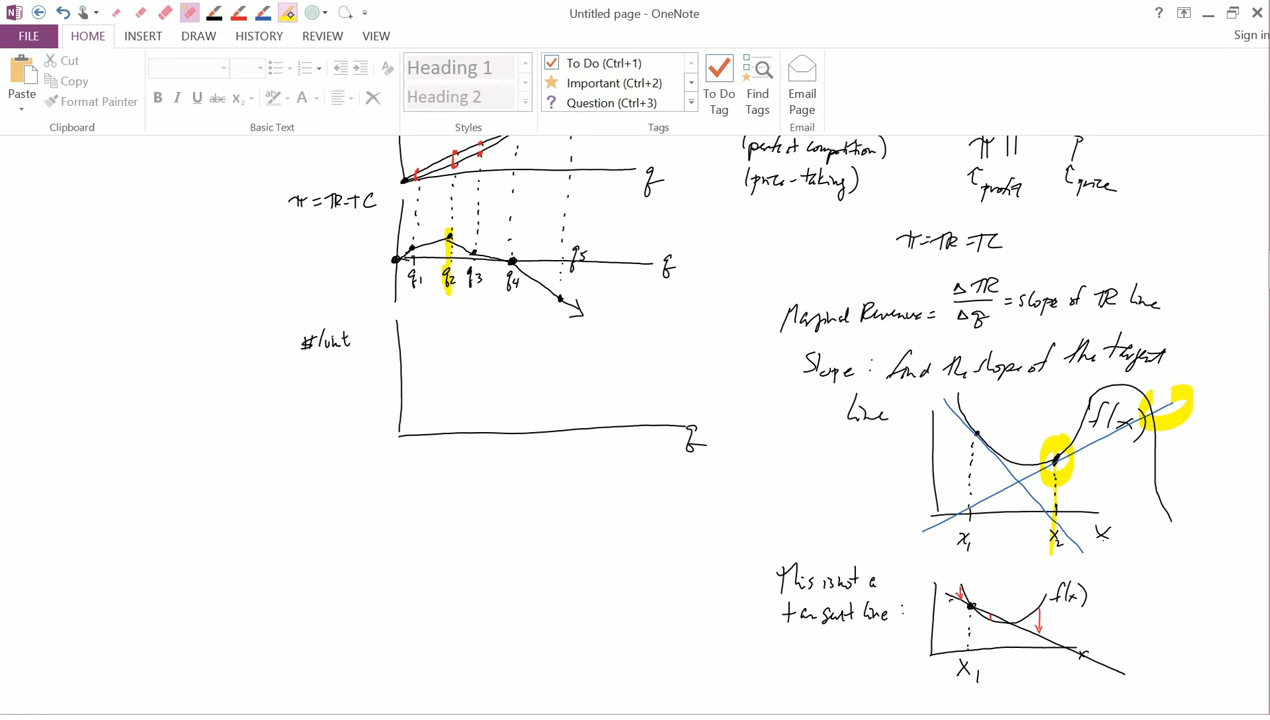 Untitled page - OneNote
?
FILE HOME INSERT DRAW HISTORY REVIEW VIEW
Sign in
Paste
Cut
Copy
Format Painter
Clipboard
B I U abc x₂ A
Basic Text
Heading 1
Heading 2
Styles
To Do (Ctrl+1)
Important (Ctrl+2)
Question (Ctrl+3)
Tags
To Do Tag
Find Tags
Email Page
Email
q
π = TR - TC
q1 q2 q3 q4 q5 q
#/unit
q
(perfect competition)
(price-taking)
π Π P
profit price
π = TR - TC
Marginal Revenue = ΔTR/Δq = slope of TR line
Slope : find the slope of the tangent
line
f(x)
x1 x2 x
This is not a
tangent line :
f(x)
x
X1